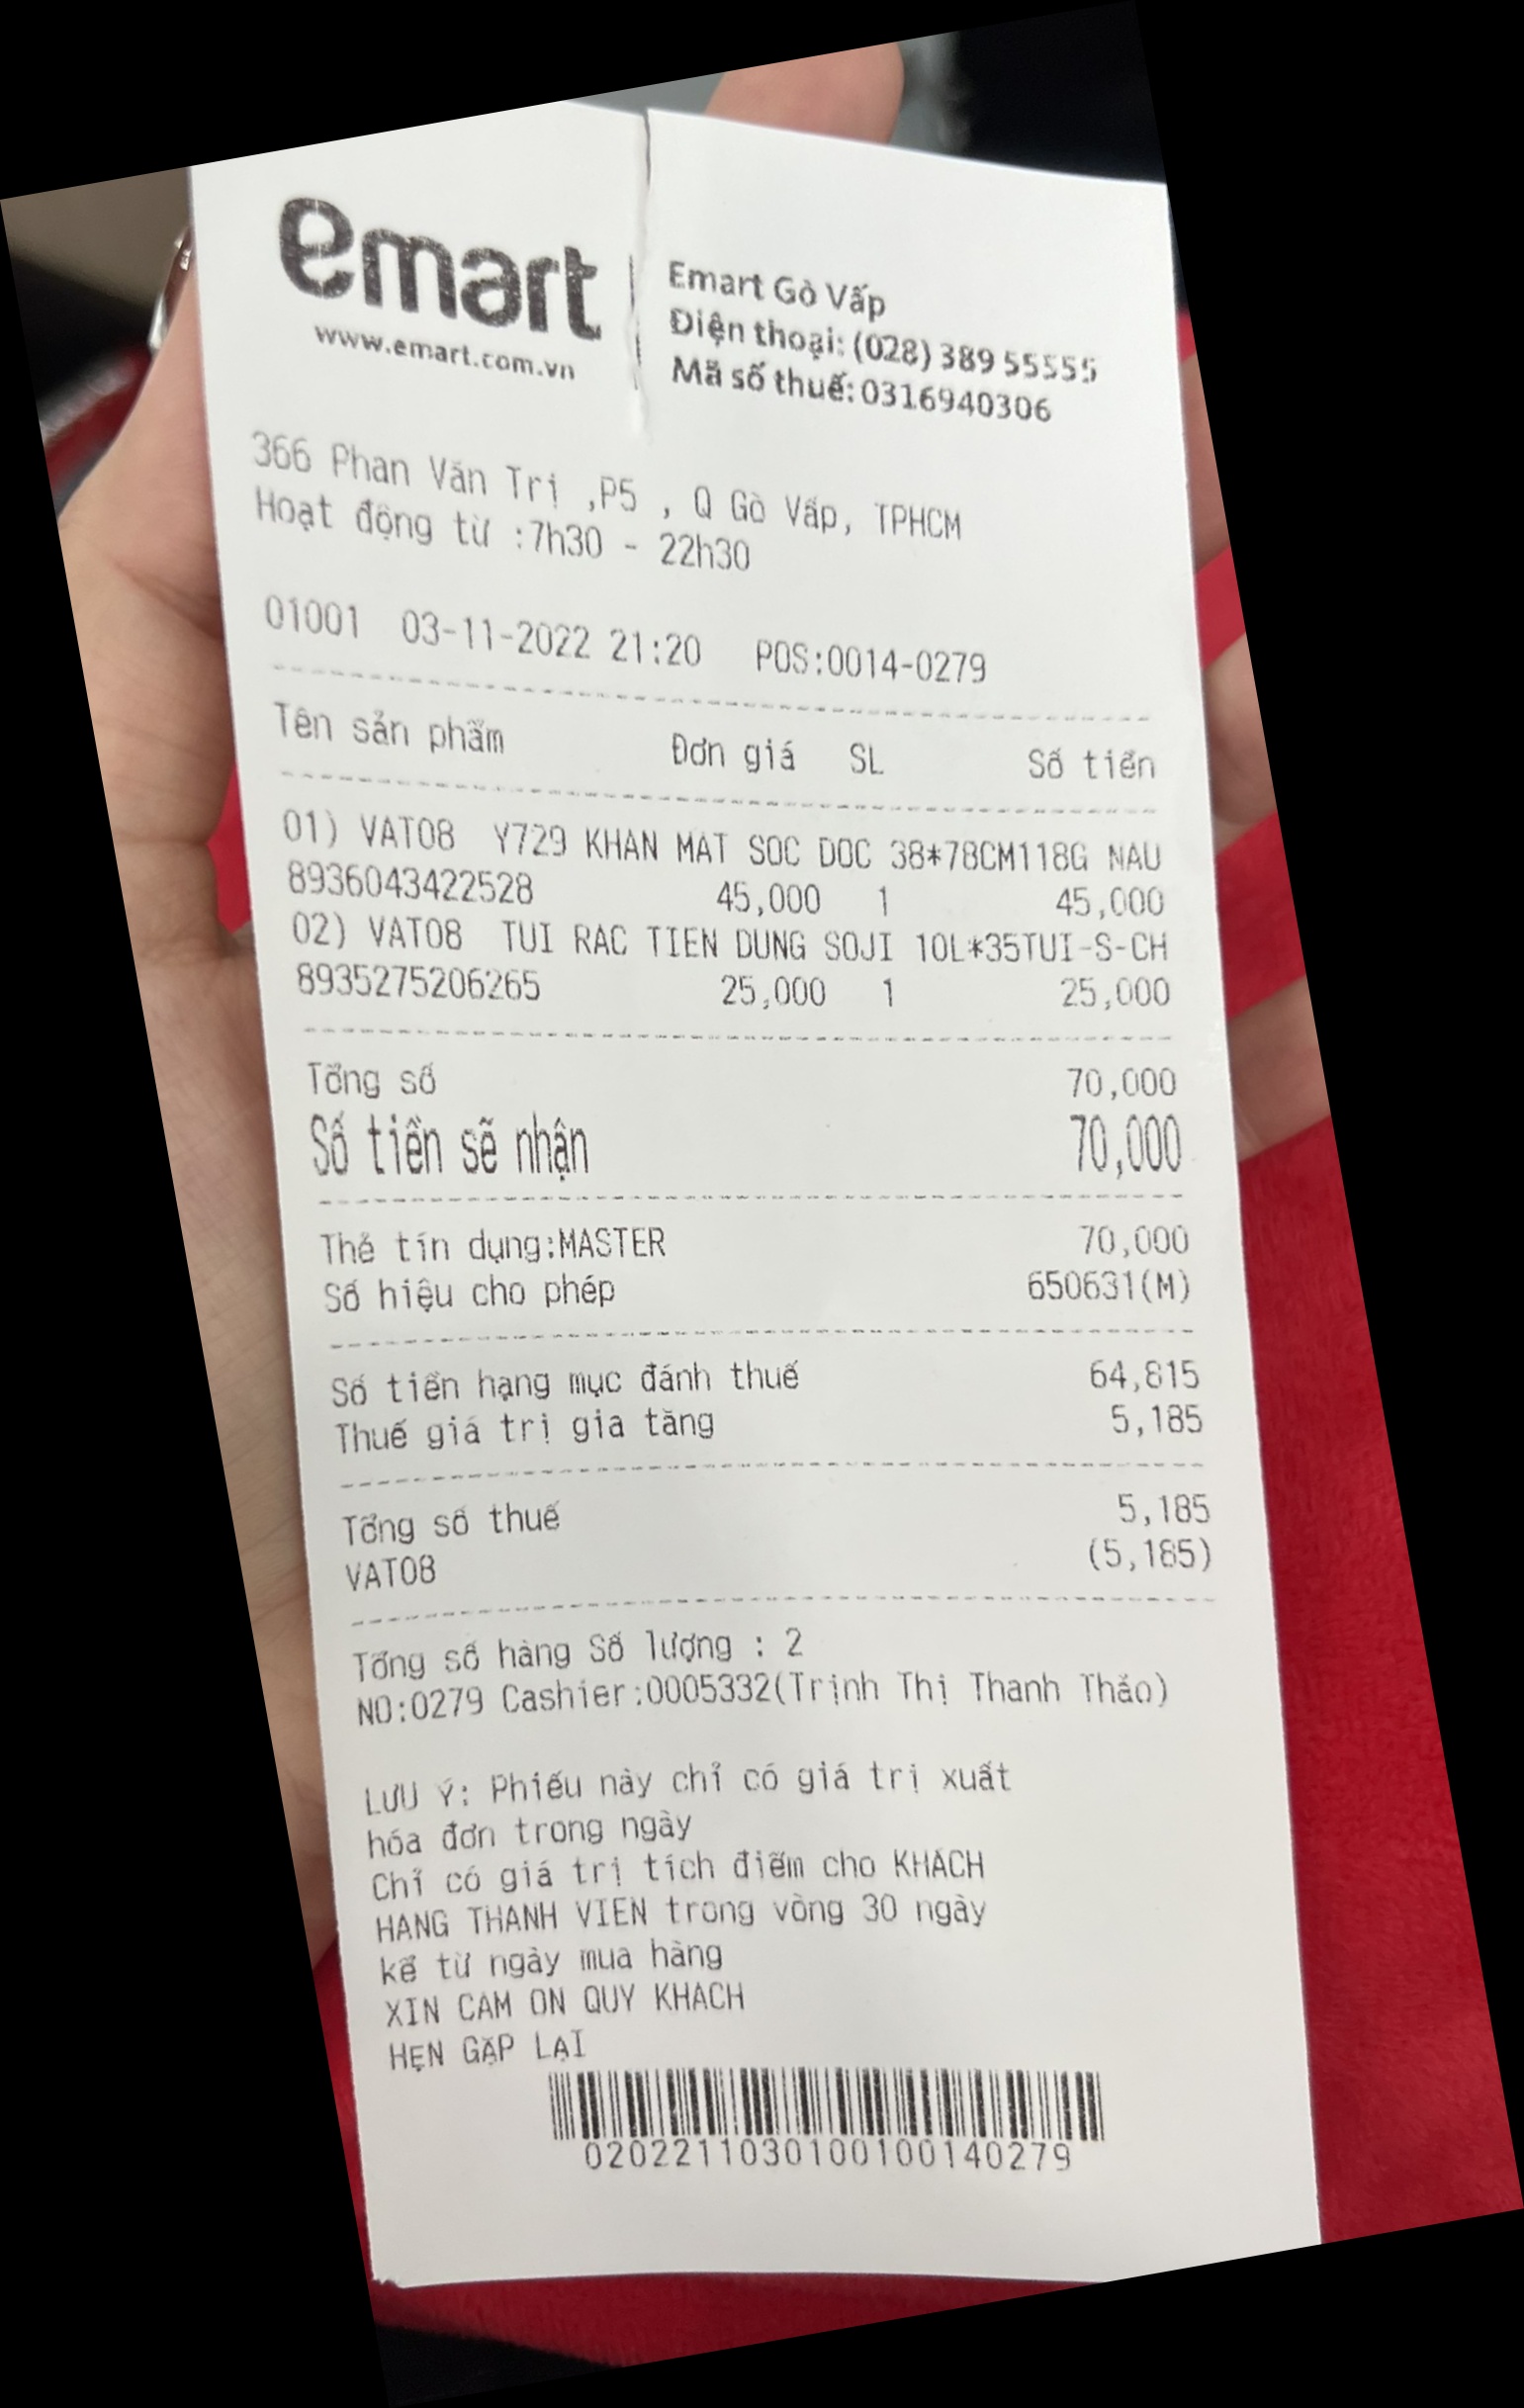 emart
www.emart.com.vn
Emart Gò Vấp
Điện thoại: (028) 389 55555
Mã số thuế: 0316940306
366 Phan Văn Trị ,P5 , Q Gò Vấp, TPHCM
Hoạt động từ :7h30 - 22h30
01001 03-11-2022 21:20 POS:0014-0279
Tên sản phẩm Đơn giá SL Số tiền
01) VAT08 Y729 KHAN MAT SOC DOC 38*78CM118G NAU
8936043422528 45,000 1 45,000
02) VAT08 TUI RAC TIEN DUNG SOJI 10L*35TUI-S-CH
8935275206265 25,000 1 25,000
Tổng số 70,000
Số tiền sẽ nhận 70,000
Thẻ tín dụng:MASTER 70,000
Số hiệu cho phép 650631(M)
Số tiền hạng mục đánh thuế 64,815
Thuế giá trị gia tăng 5,185
Tổng số thuế 5,185
VAT08 (5,185)
Tổng số hàng Số lượng : 2
NO:0279 Cashier:0005332(Trịnh Thị Thanh Thảo)
LƯU Ý: Phiếu này chỉ có giá trị xuất
hóa đơn trong ngày
Chỉ có giá trị tích điểm cho KHÁCH
HÀNG THANH VIEN trong vòng 30 ngày
kể từ ngày mua hàng
XIN CAM ON QUY KHACH
HẸN GẶP LẠI
0202211030100100140279